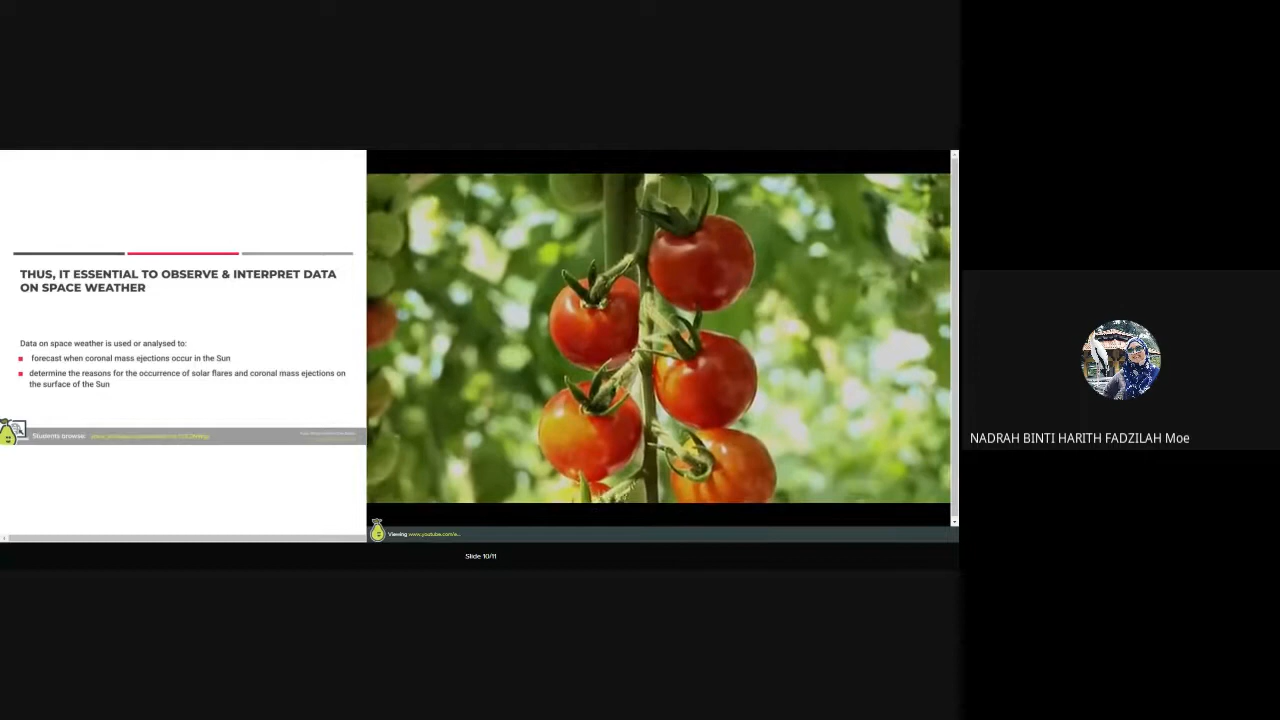 THUS, IT ESSENTIAL TO OBSERVE & INTERPRET DATA
ON SPACE WEATHER
Data on space weather is used or analysed to:
forecast when coronal mass ejections occur in the Sun
determine the reasons for the occurrence of solar flares and coronal mass ejections on
the surface of the Sun
Students browse:
Viewing www.youtube.com/e...
Slide 10/11
NADRAH BINTI HARITH FADZILAH Moe